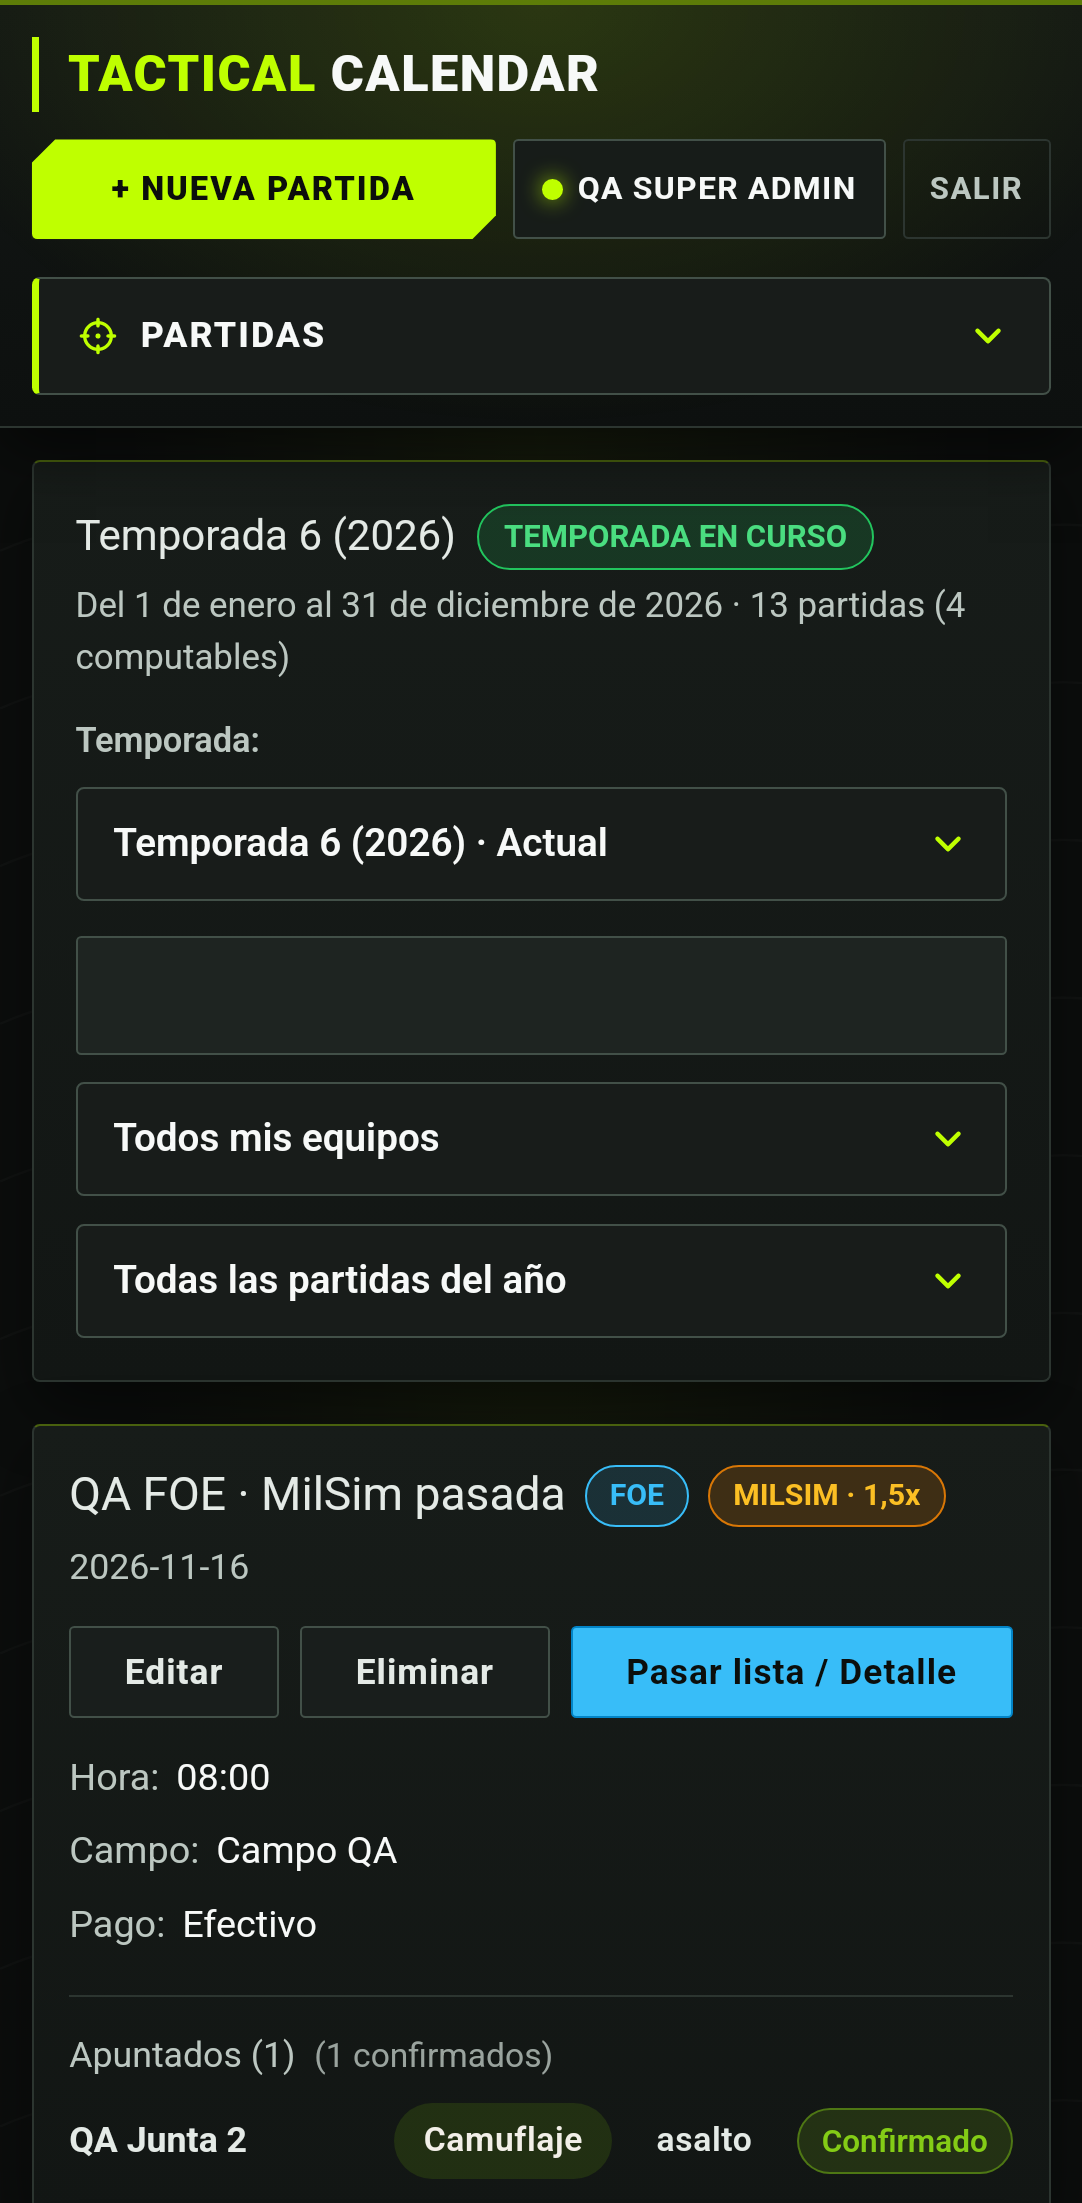 TACTICAL CALENDAR
+ NUEVA PARTIDA
QA SUPER ADMIN
SALIR
PARTIDAS
Temporada 6 (2026)
TEMPORADA EN CURSO
Del 1 de enero al 31 de diciembre de 2026 · 13 partidas (4
computables)
Temporada:
Temporada 6 (2026) · Actual
Todos mis equipos
Todas las partidas del año
QA FOE · MilSim pasada
FOE
MILSIM · 1,5x
2026-11-16
Editar
Eliminar
Pasar lista / Detalle
Hora: 08:00
Campo: Campo QA
Pago: Efectivo
Apuntados (1) (1 confirmados)
QA Junta 2
Camuflaje
asalto
Confirmado